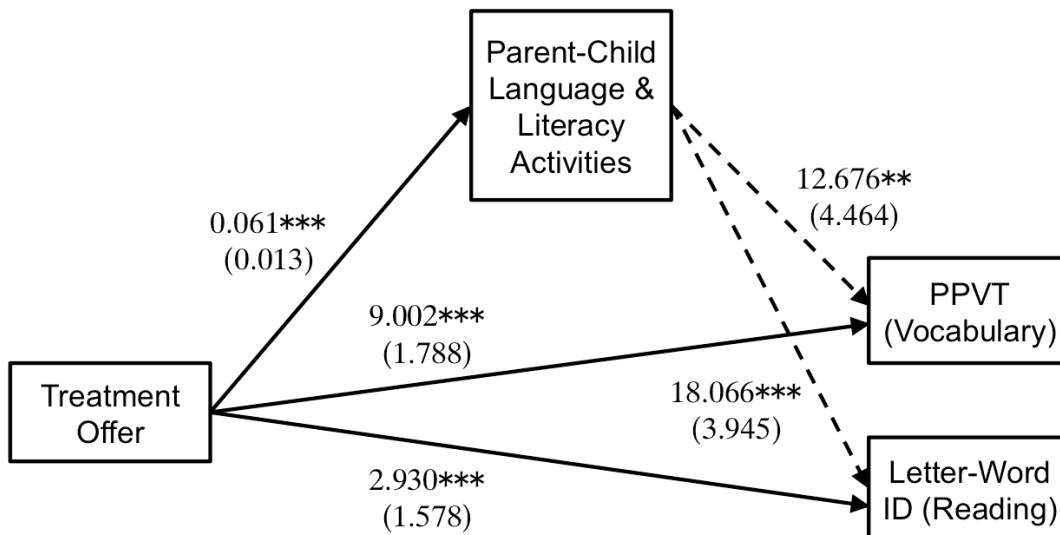 Parent-Child
Language &
Literacy
Activities
0.061***
(0.013)
12.676**
(4.464)
9.002***
(1.788)
PPVT
(Vocabulary)
Treatment
Offer
18.066***
(3.945)
2.930***
(1.578)
Letter-Word
ID (Reading)